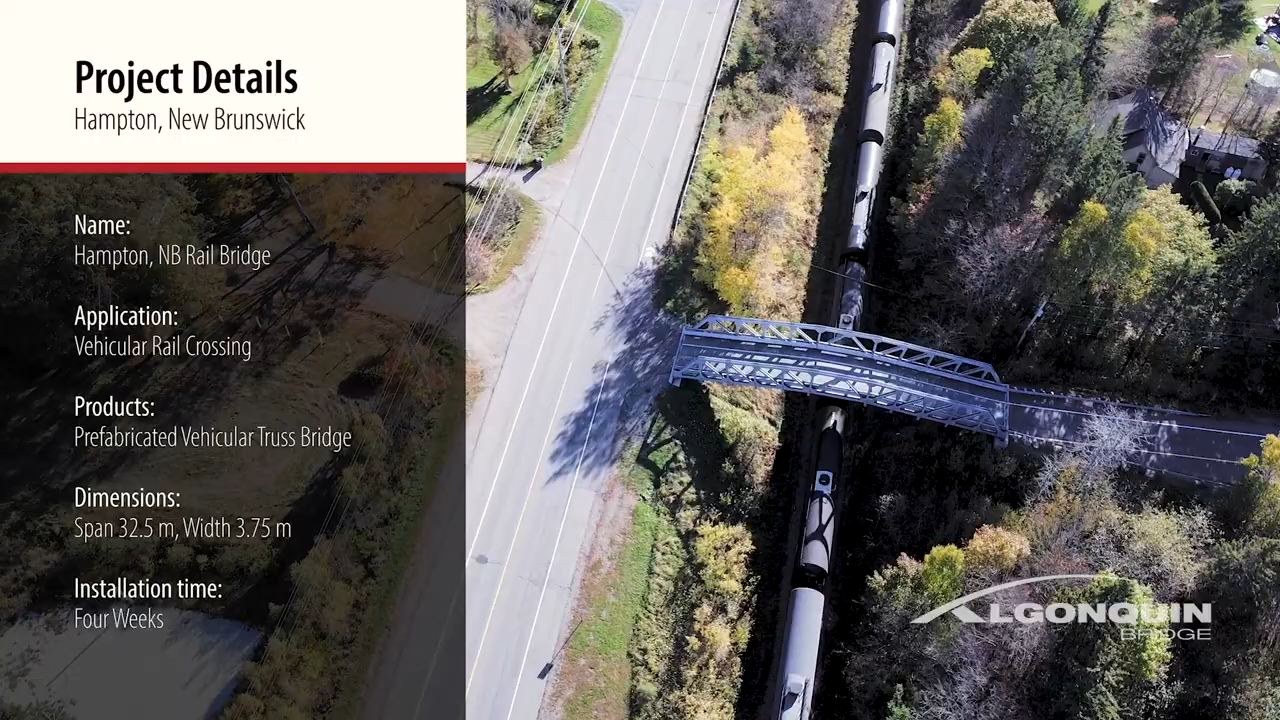 Project Details
Hampton, New Brunswick
Name:
Hampton, NB Rail Bridge
Application:
Vehicular Rail Crossing
Products:
Prefabricated Vehicular Truss Bridge
Dimensions:
Span 32.5 m, Width 3.75 m
Installation time:
Four Weeks
ALGONQUIN
BRIDGE